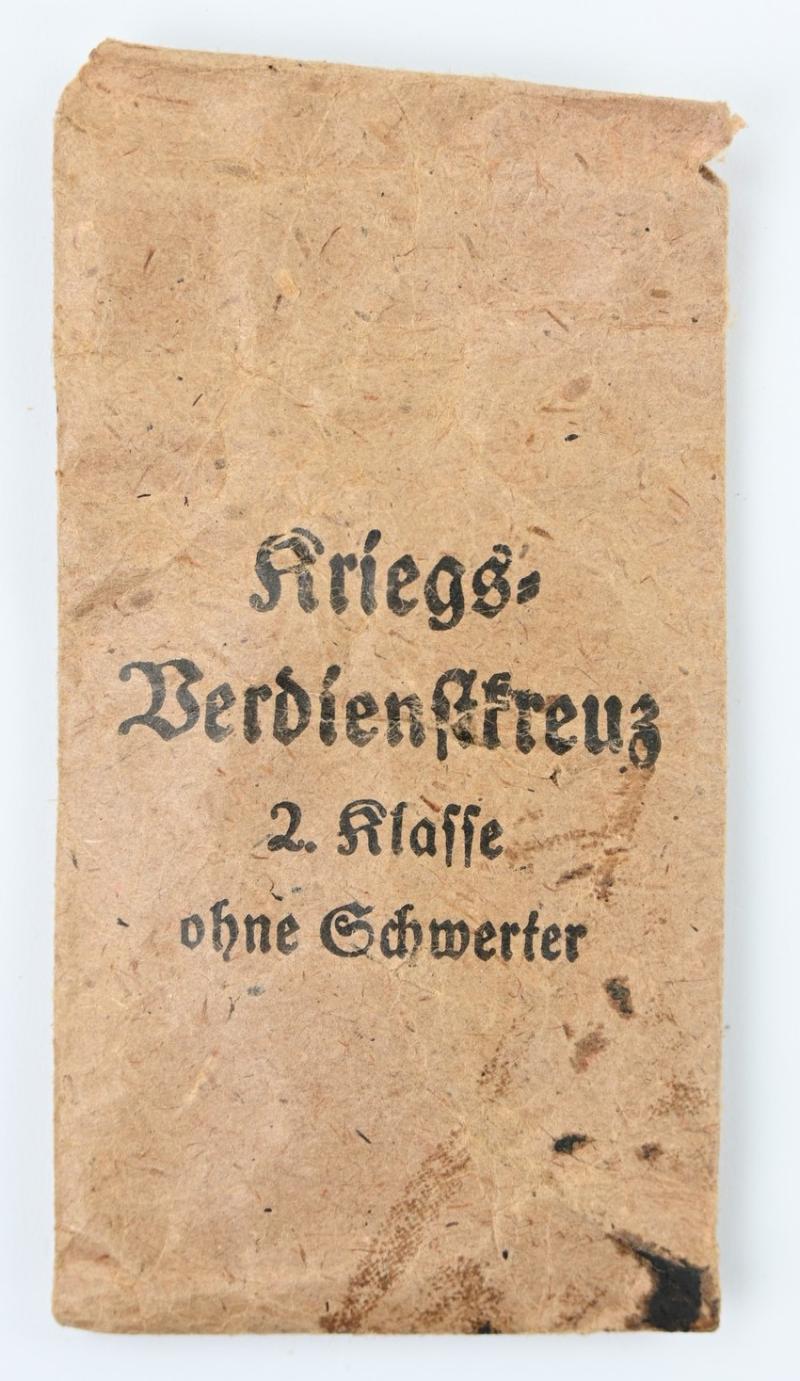 Kriegs-
Verdienſtkreuz
2. Klaſſe
ohne Schwerter